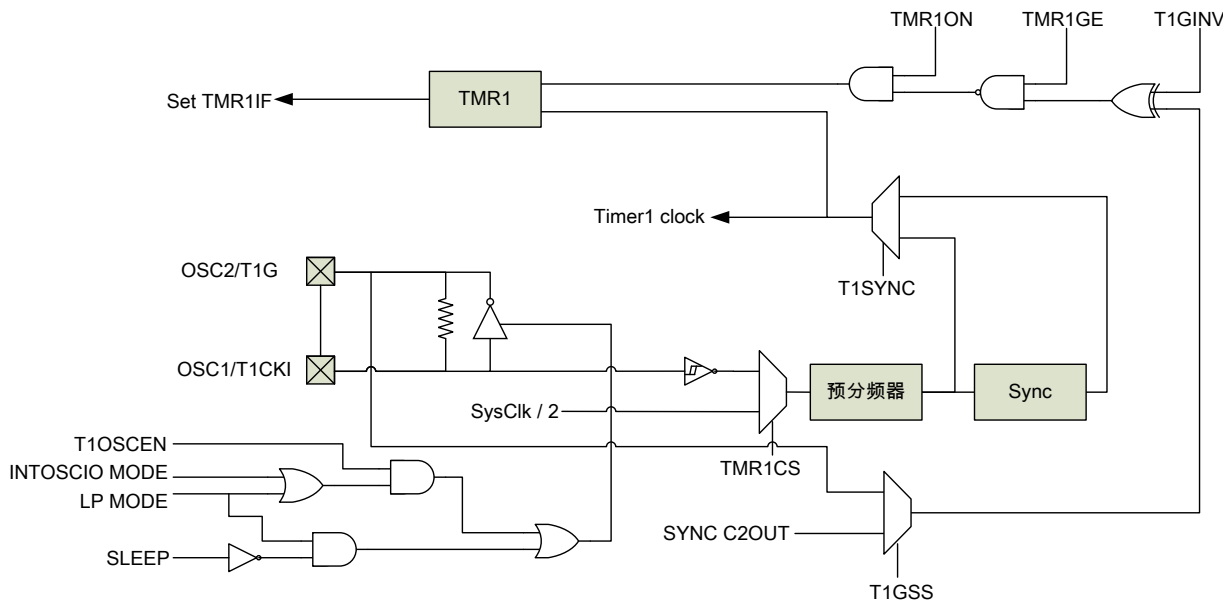 TMR1ON
TMR1GE
T1GINV
Set TMR1IF
TMR1
Timer1 clock
T1SYNC
OSC2/T1G
OSC1/T1CKI
SysClk / 2
预分频器
Sync
TMR1CS
T1OSCEN
INTOSCIO MODE
LP MODE
SLEEP
SYNC C2OUT
T1GSS